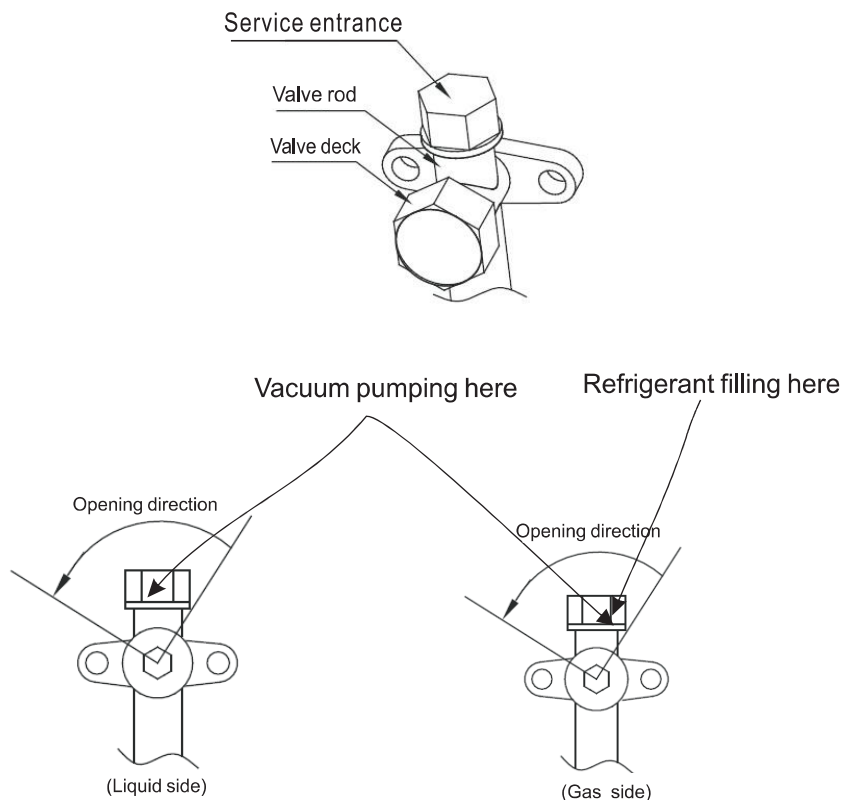 Service entrance
Valve rod
Valve deck
Vacuum pumping here
Refrigerant filling here
Opening direction
Opening direction
(Liquid side)
(Gas side)